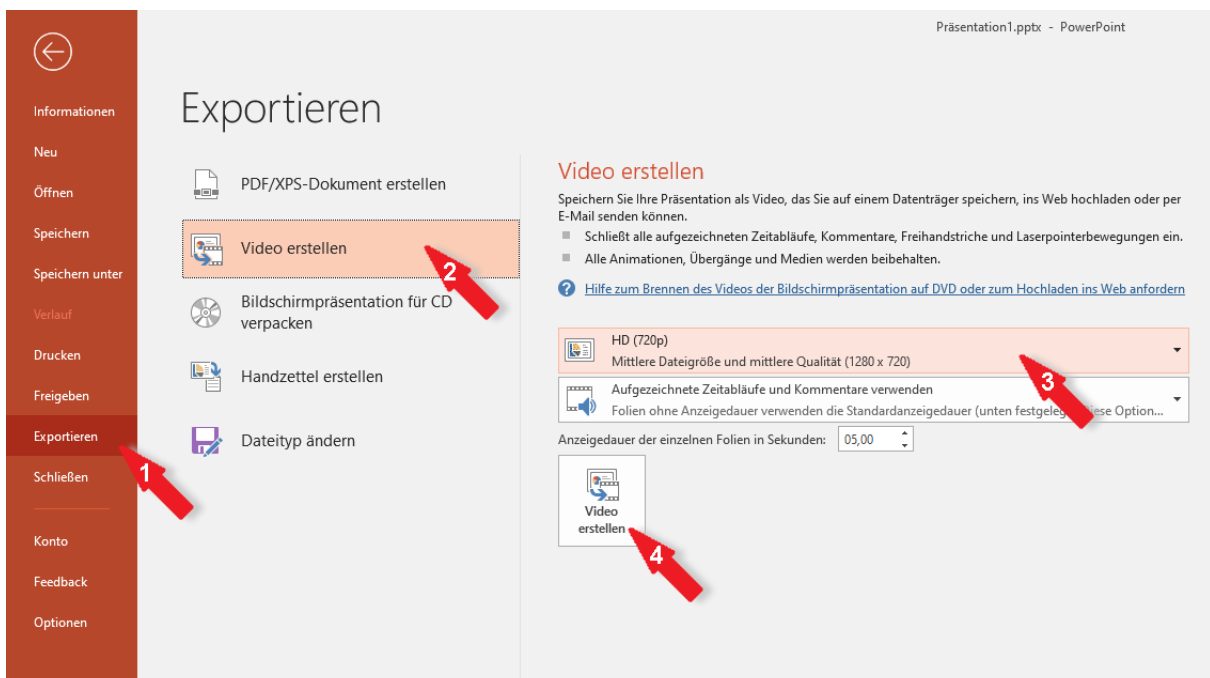 Präsentation1.pptx - PowerPoint
Informationen
Neu
Öffnen
Speichern
Speichern unter
Verlauf
Drucken
Freigeben
Exportieren
1
Schließen
Konto
Feedback
Optionen
Exportieren
PDF/XPS-Dokument erstellen
Video erstellen
2
Bildschirmpräsentation für CD
verpacken
Handzettel erstellen
Dateityp ändern
Video erstellen
Speichern Sie Ihre Präsentation als Video, das Sie auf einem Datenträger speichern, ins Web hochladen oder per
E-Mail senden können.
Schließt alle aufgezeichneten Zeitabläufe, Kommentare, Freihandstriche und Laserpointerbewegungen ein.
Alle Animationen, Übergänge und Medien werden beibehalten.
? Hilfe zum Brennen des Videos der Bildschirmpräsentation auf DVD oder zum Hochladen ins Web anfordern
HD (720p)
Mittlere Dateigröße und mittlere Qualität (1280 x 720)
3
Aufgezeichnete Zeitabläufe und Kommentare verwenden
Folien ohne Anzeigedauer verwenden die Standardanzeigedauer (unten Option...
Anzeigedauer der einzelnen Folien in Sekunden: 05,00
Video
erstellen
4